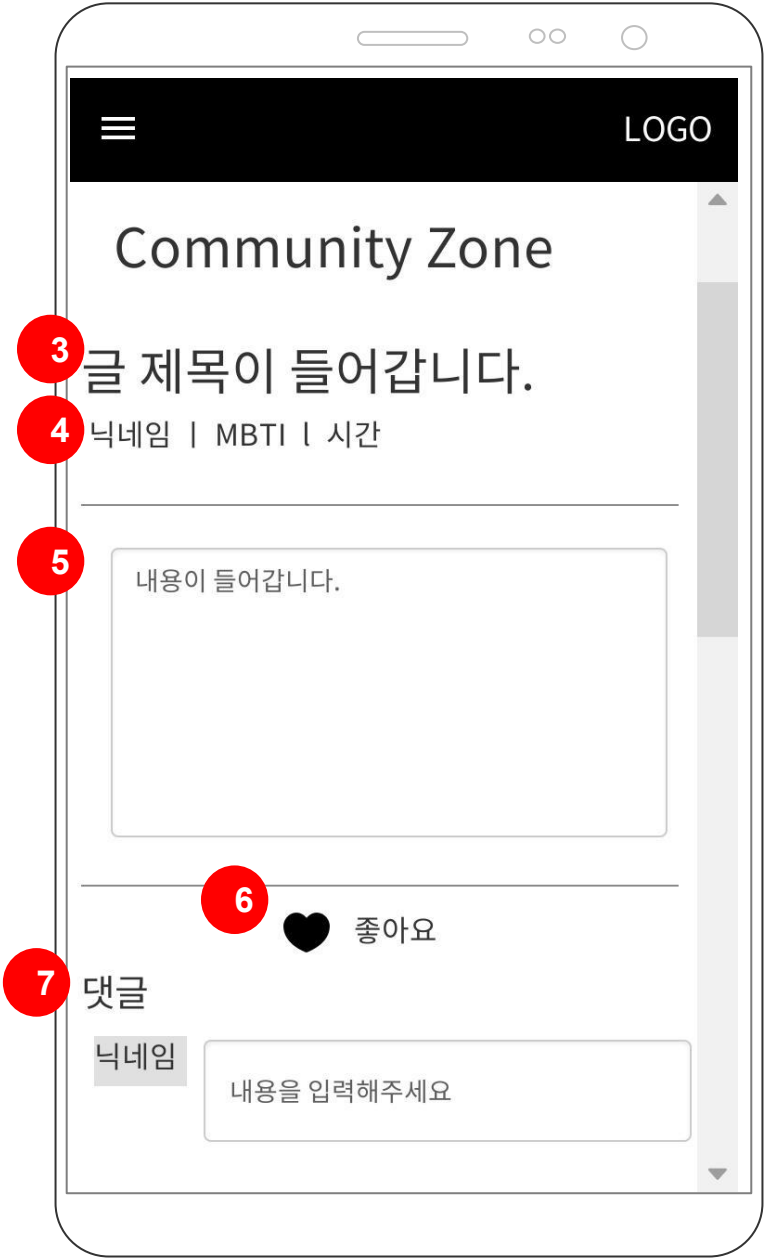 LOGO
Community Zone
3
글 제목이 들어갑니다.
4
닉네임 | MBTI l 시간
5
내용이 들어갑니다.
6
좋아요
7
댓글
닉네임
내용을 입력해주세요